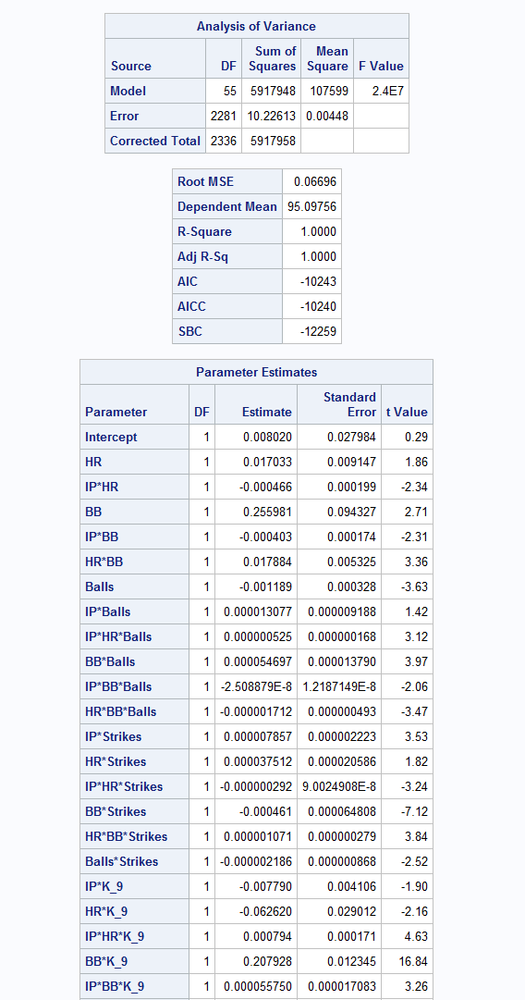 Analysis of Variance
Source DF Sum of Squares Mean Square F Value
Model 55 5917948 107599 2.4E7
Error 2281 10.22613 0.00448
Corrected Total 2336 5917958
Root MSE 0.06696
Dependent Mean 95.09756
R-Square 1.0000
Adj R-Sq 1.0000
AIC -10243
AICC -10240
SBC -12259
Parameter Estimates
Parameter DF Estimate Standard Error t Value
Intercept 1 0.008020 0.027984 0.29
HR 1 0.017033 0.009147 1.86
IP*HR 1 -0.000466 0.000199 -2.34
BB 1 0.255981 0.094327 2.71
IP*BB 1 -0.000403 0.000174 -2.31
HR*BB 1 0.017884 0.005325 3.36
Balls 1 -0.001189 0.000328 -3.63
IP*Balls 1 0.000013077 0.000009188 1.42
IP*HR*Balls 1 0.000000525 0.000000168 3.12
BB*Balls 1 0.000054697 0.000013790 3.97
IP*BB*Balls 1 -2.508879E-8 1.2187149E-8 -2.06
HR*BB*Balls 1 -0.000001712 0.000000493 -3.47
IP*Strikes 1 0.000007857 0.000002223 3.53
HR*Strikes 1 0.000037512 0.000020586 1.82
IP*HR*Strikes 1 -0.000000292 9.0024908E-8 -3.24
BB*Strikes 1 -0.000461 0.000064808 -7.12
HR*BB*Strikes 1 0.000001071 0.000000279 3.84
Balls*Strikes 1 -0.000002186 0.000000868 -2.52
IP*K_9 1 -0.007790 0.004106 -1.90
HR*K_9 1 -0.062620 0.029012 -2.16
IP*HR*K_9 1 0.000794 0.000171 4.63
BB*K_9 1 0.207928 0.012345 16.84
IP*BB*K_9 1 0.000055750 0.000017083 3.26